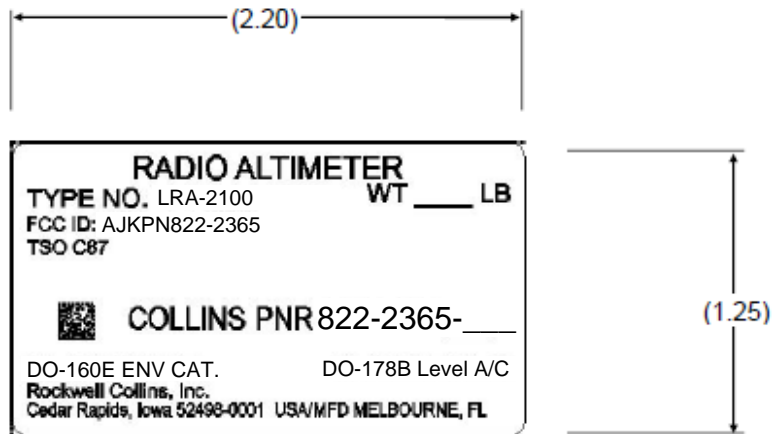 (2.20)
RADIO ALTIMETER
TYPE NO. LRA-2100 WT ____ LB
FCC ID: AJKPN822-2365
TSO C87
COLLINS PNR 822-2365-___
(1.25)
DO-160E ENV CAT. DO-178B Level A/C
Rockwell Collins, Inc.
Cedar Rapids, Iowa 52498-0001 USA/MFD MELBOURNE, FL